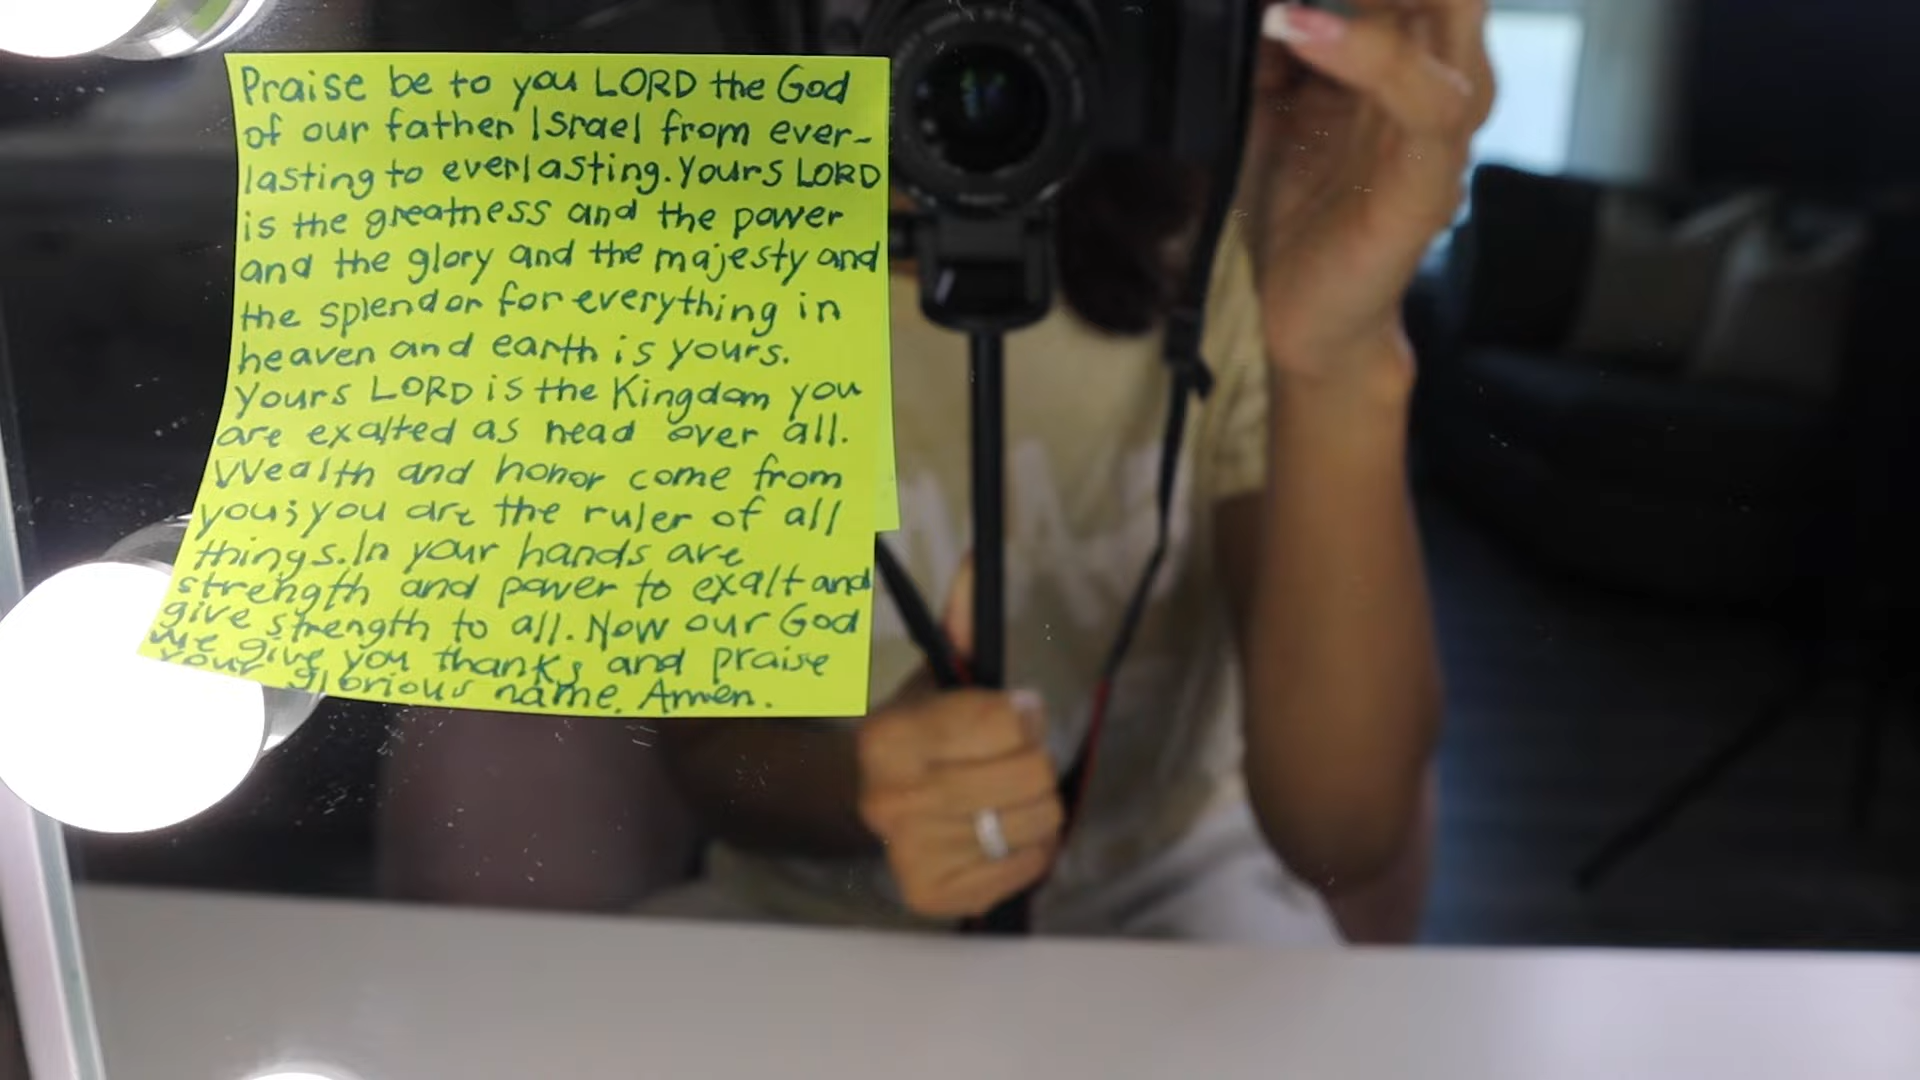 Praise be to you LORD the God
of our father Israel from ever-
lasting to everlasting. Yours LORD
is the greatness and the power
and the glory and the majesty and
the splendor for everything in
heaven and earth is yours.
Yours LORD is the Kingdom you
are exalted as head over all.
Wealth and honor come from
you; you are the ruler of all
things. In your hands are
strength and power to exalt and
give strength to all. Now our God
we give you thanks and praise
your glorious name. Amen.